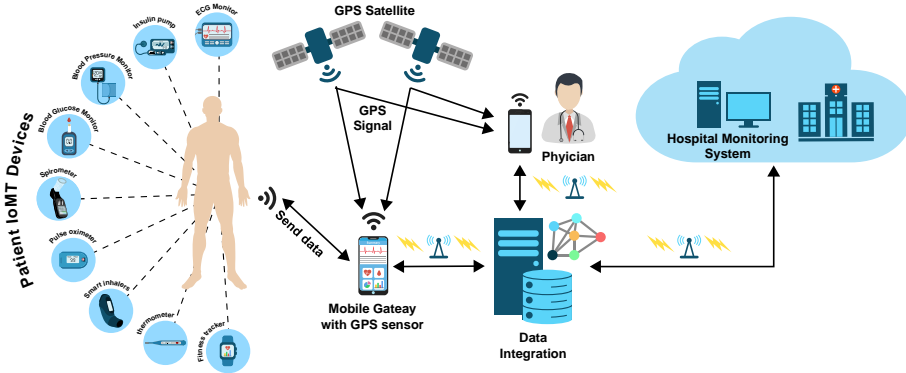 Patient IoMT Devices
ECG Monitor
Insulin pump
Blood Pressure Monitor
Blood Glucose Monitor
Spirometer
Pulse oximeter
Smart inhalers
thermometer
Fitness tracker
Send data
GPS Satellite
GPS
Signal
Mobile Gateay
with GPS sensor
Phyician
Data
Integration
Hospital Monitoring
System